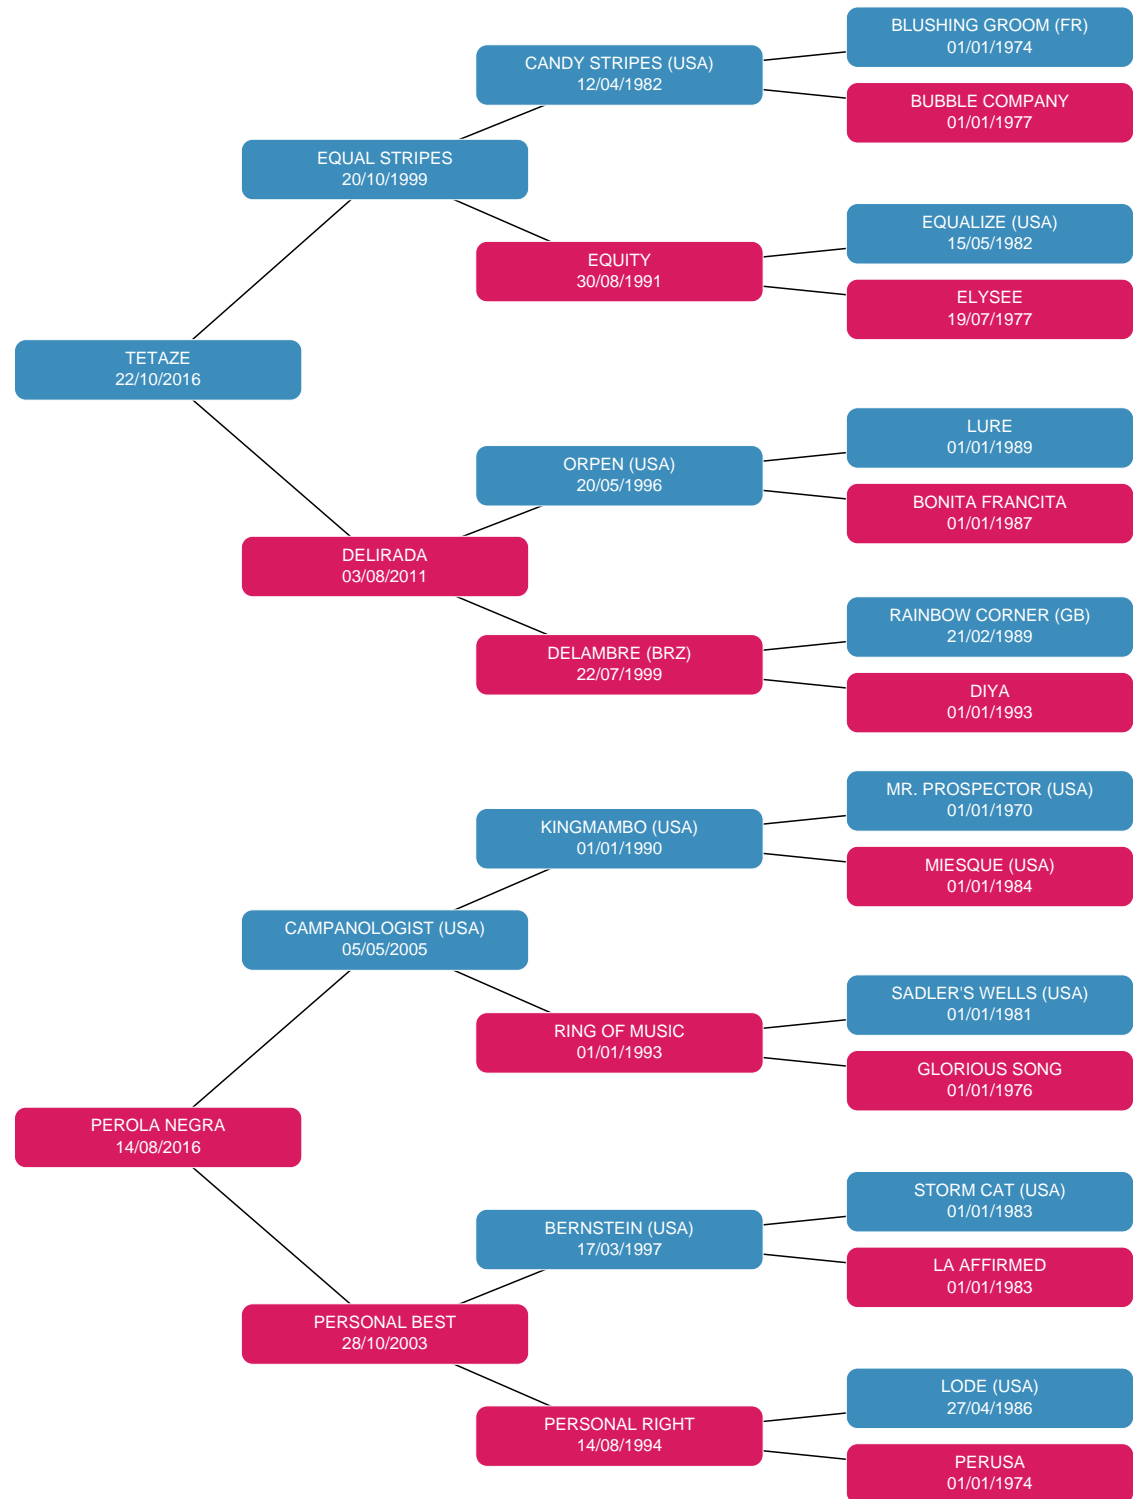 BLUSHING GROOM (FR)
01/01/1974
CANDY STRIPES (USA)
12/04/1982
BUBBLE COMPANY
01/01/1977
EQUAL STRIPES
20/10/1999
EQUALIZE (USA)
15/05/1982
EQUITY
30/08/1991
ELYSEE
19/07/1977
TETAZE
22/10/2016
LURE
01/01/1989
ORPEN (USA)
20/05/1996
BONITA FRANCITA
01/01/1987
DELIRADA
03/08/2011
RAINBOW CORNER (GB)
21/02/1989
DELAMBRE (BRZ)
22/07/1999
DIYA
01/01/1993
MR. PROSPECTOR (USA)
01/01/1970
KINGMAMBO (USA)
01/01/1990
MIESQUE (USA)
01/01/1984
CAMPANOLOGIST (USA)
05/05/2005
SADLER'S WELLS (USA)
01/01/1981
RING OF MUSIC
01/01/1993
GLORIOUS SONG
01/01/1976
PEROLA NEGRA
14/08/2016
STORM CAT (USA)
01/01/1983
BERNSTEIN (USA)
17/03/1997
LA AFFIRMED
01/01/1983
PERSONAL BEST
28/10/2003
LODE (USA)
27/04/1986
PERSONAL RIGHT
14/08/1994
PERUSA
01/01/1974